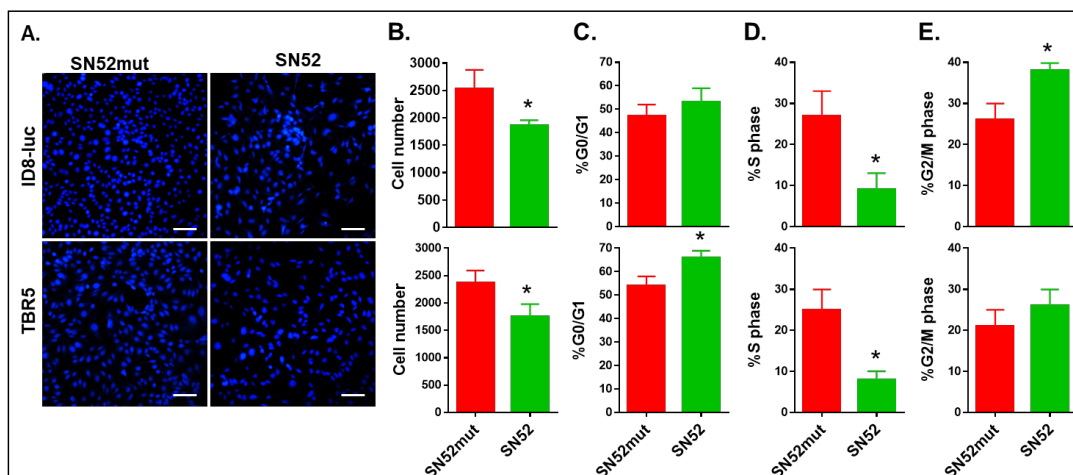 A.
SN52mut
SN52
ID8-luc
TBR5
B.
Cell number
3000
2500
2000
1500
1000
500
0
*
Cell number
3000
2500
2000
1500
1000
500
0
*
SN52mut
SN52
C.
%G0/G1
70
60
50
40
30
20
10
0
%G0/G1
70
60
50
40
30
20
10
0
*
SN52mut
SN52
D.
%S phase
40
30
20
10
0
*
%S phase
40
30
20
10
0
*
SN52mut
SN52
E.
%G2/M phase
40
30
20
10
0
*
%G2/M phase
40
30
20
10
0
SN52mut
SN52